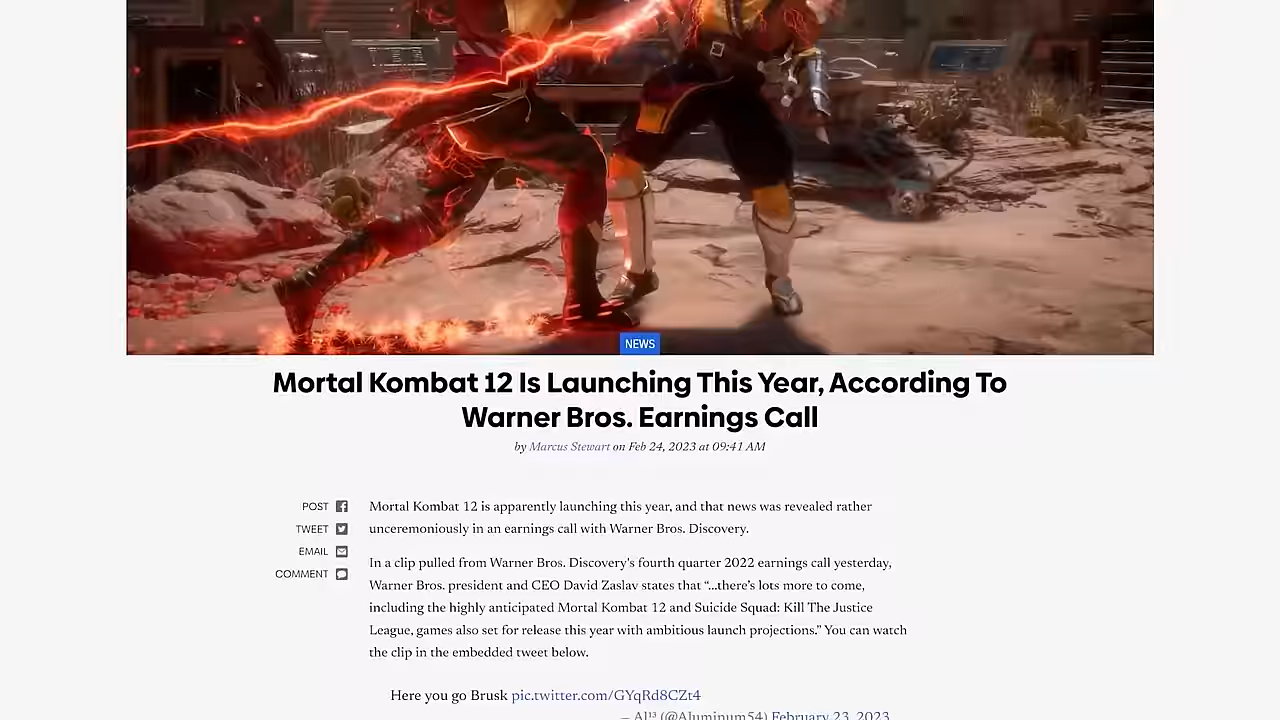 NEWS
Mortal Kombat 12 Is Launching This Year, According To
Warner Bros. Earnings Call
by Marcus Stewart on Feb 24, 2023 at 09:41 AM
POST
TWEET
EMAIL
COMMENT
Mortal Kombat 12 is apparently launching this year, and that news was revealed rather
unceremoniously in an earnings call with Warner Bros. Discovery.
In a clip pulled from Warner Bros. Discovery's fourth quarter 2022 earnings call yesterday,
Warner Bros. president and CEO David Zaslav states that “...there's lots more to come,
including the highly anticipated Mortal Kombat 12 and Suicide Squad: Kill The Justice
League, games also set for release this year with ambitious launch projections.” You can watch
the clip in the embedded tweet below.
Here you go Brusk pic.twitter.com/GYqRd8CZt4
— Al¹³ (@Aluminum54) February 23, 2023